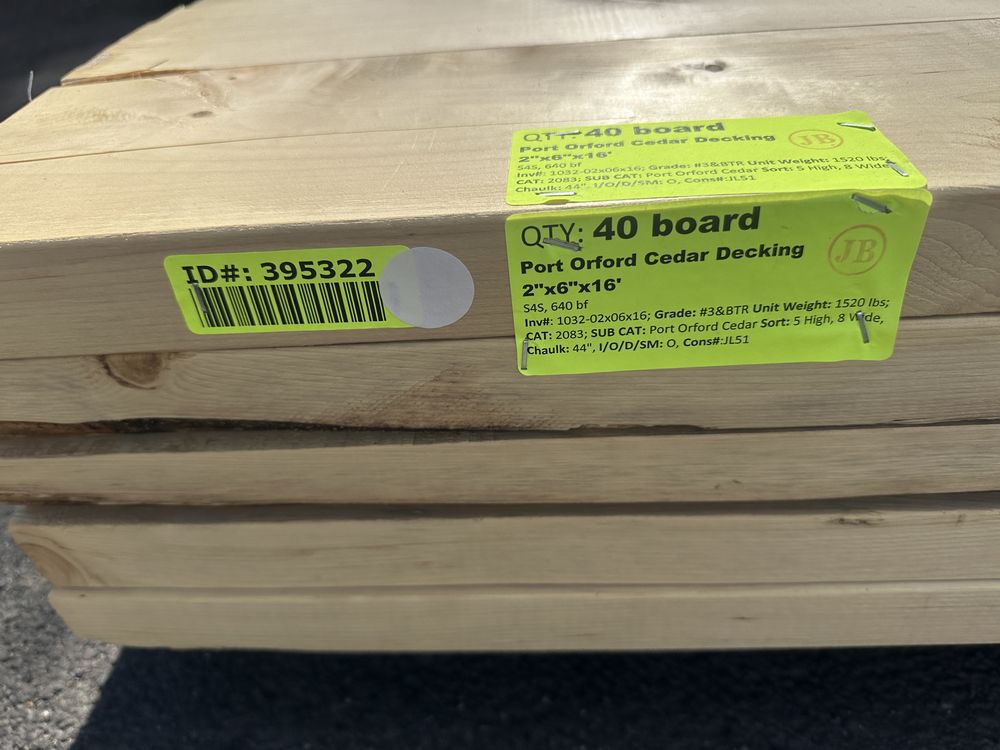 QTY: 40 board
Port Orford Cedar Decking
2"x6"x16'
S4S, 640 bf
Inv#: 1032-02x06x16; Grade: #3&BTR Unit Weight: 1520 lbs;
CAT: 2083; SUB CAT: Port Orford Cedar Sort: 5 High, 8 Wide,
Chaulk: 44", I/O/D/SM: O, Cons#:JL51
JB
QTY: 40 board
Port Orford Cedar Decking
2"x6"x16'
S4S, 640 bf
Inv#: 1032-02x06x16; Grade: #3&BTR Unit Weight: 1520 lbs;
CAT: 2083; SUB CAT: Port Orford Cedar Sort: 5 High, 8 Wide,
Chaulk: 44", I/O/D/SM: O, Cons#:JL51
JB
ID#: 395322